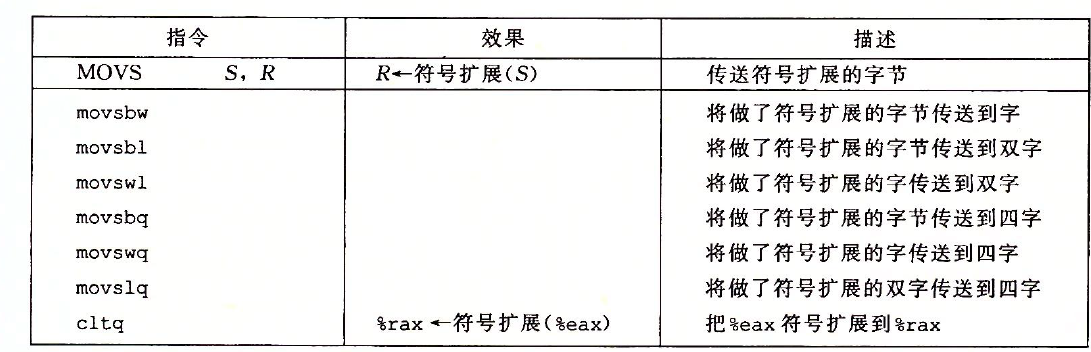 指令 效果 描述
MOVS S, R R←符号扩展(S) 传送符号扩展的字节
movsbw 将做了符号扩展的字节传送到字
movsbl 将做了符号扩展的字节传送到双字
movswl 将做了符号扩展的字传送到双字
movsbq 将做了符号扩展的字节传送到四字
movswq 将做了符号扩展的字传送到四字
movslq 将做了符号扩展的双字传送到四字
cltq %rax←符号扩展(%eax) 把%eax符号扩展到%rax